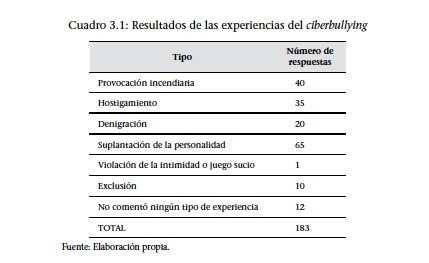 Cuadro 3.1: Resultados de las experiencias del ciberbullying
Tipo Número de respuestas
Provocación incendiaria 40
Hostigamiento 35
Denigración 20
Suplantación de la personalidad 65
Violación de la intimidad o juego sucio 1
Exclusión 10
No comentó ningún tipo de experiencia 12
TOTAL 183
Fuente: Elaboración propia.